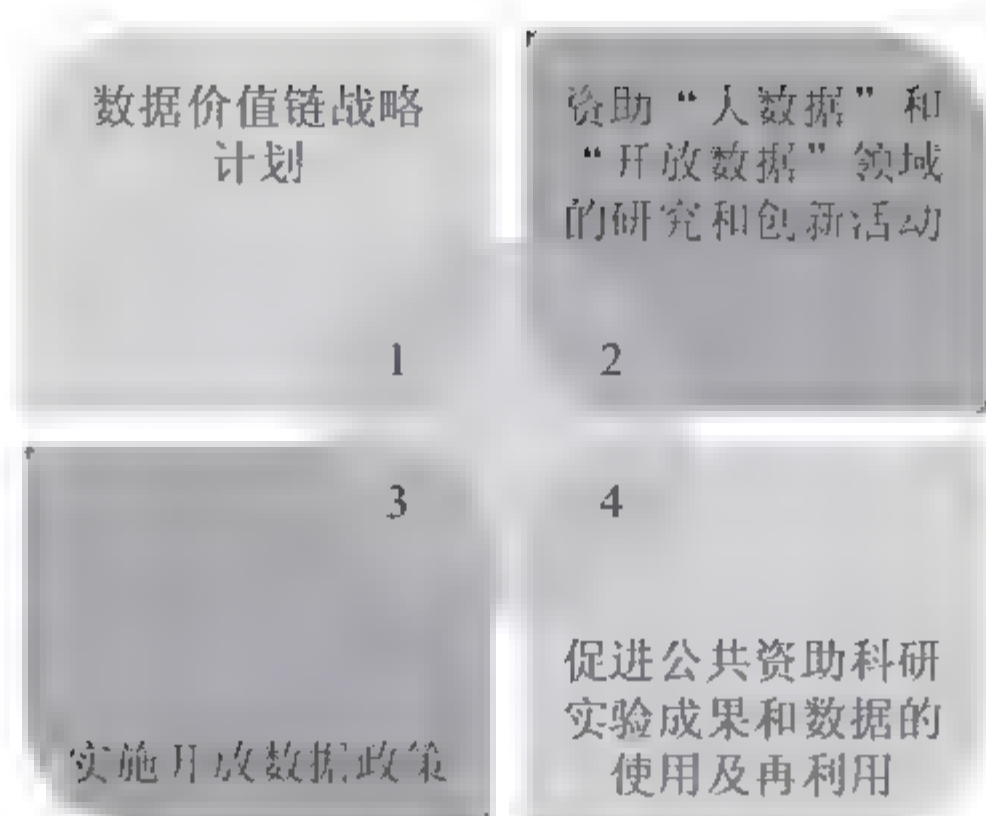 数据价值链战略
计划
1
资助“大数据”和
“开放数据”领域
的研究和创新活动
2
3
实施开放数据政策
4
促进公共资助科研
实验成果和数据的
使用及再利用